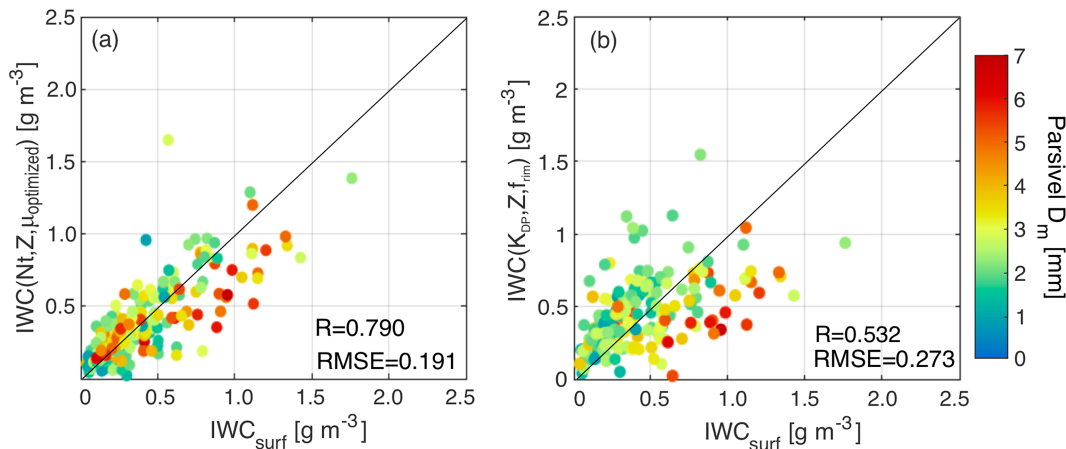 (a)
2.5
2.0
1.5
1.0
0.5
0 0.5 1.0 1.5 2.0 2.5
IWC(Nt,Z,μoptimized) [g m-3]
IWCsurf [g m-3]
R=0.790
RMSE=0.191
(b)
2.5
2
1.5
1
0.5
0
0 0.5 1.0 1.5 2.0 2.5
IWC(KDP,Z,frim) [g m-3]
IWCsurf [g m-3]
R=0.532
RMSE=0.273
7
6
5
4
3
2
1
0
Parsivel Dm [mm]